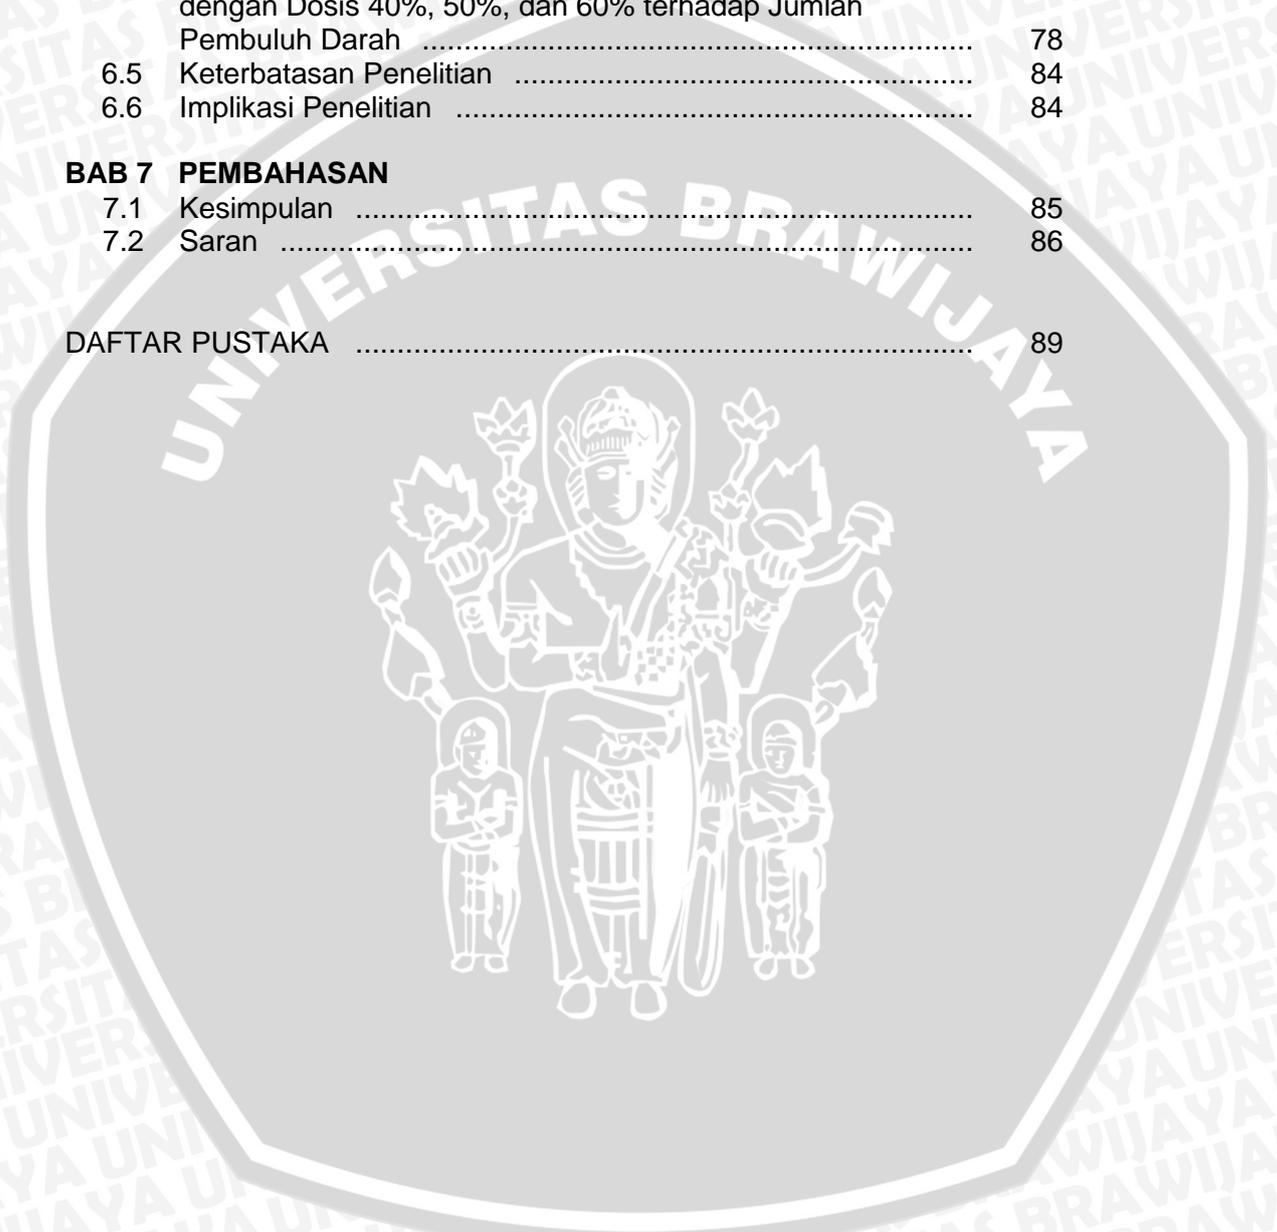 dengan Dosis 40%, 50%, dan 60% terhadap Jumlah
Pembuluh Darah .................................................................. 78
6.5 Keterbatasan Penelitian ....................................................... 84
6.6 Implikasi Penelitian .............................................................. 84
BAB 7 PEMBAHASAN
7.1 Kesimpulan .......................................................................... 85
7.2 Saran ................................................................................... 86
DAFTAR PUSTAKA .......................................................................... 89
UNIVERSITAS BRAWIJAYA